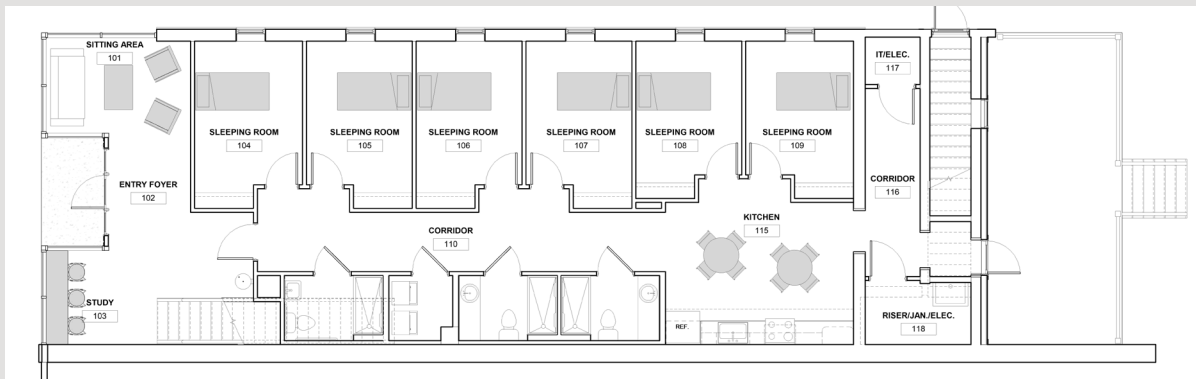 SITTING AREA
101
SLEEPING ROOM
104
SLEEPING ROOM
105
SLEEPING ROOM
106
SLEEPING ROOM
107
SLEEPING ROOM
108
SLEEPING ROOM
109
IT/ELEC.
117
ENTRY FOYER
102
CORRIDOR
116
CORRIDOR
110
KITCHEN
115
STUDY
103
REF.
RISER/JAN./ELEC.
118